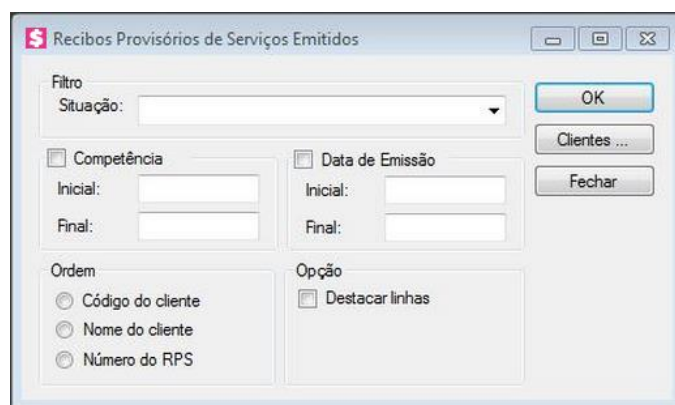 $ Recibos Provisórios de Serviços Emitidos
Filtro
Situação:
OK
Clientes ...
Fechar
Competência
Inicial:
Final:
Data de Emissão
Inicial:
Final:
Ordem
Código do cliente
Nome do cliente
Número do RPS
Opção
Destacar linhas